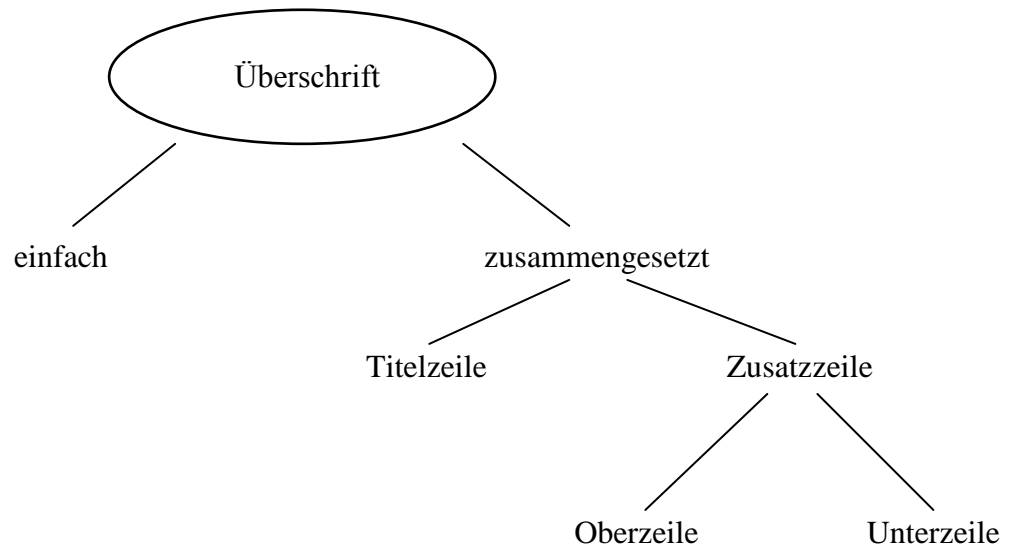 Überschrift
einfach
zusammengesetzt
Titelzeile
Zusatzzeile
Oberzeile
Unterzeile